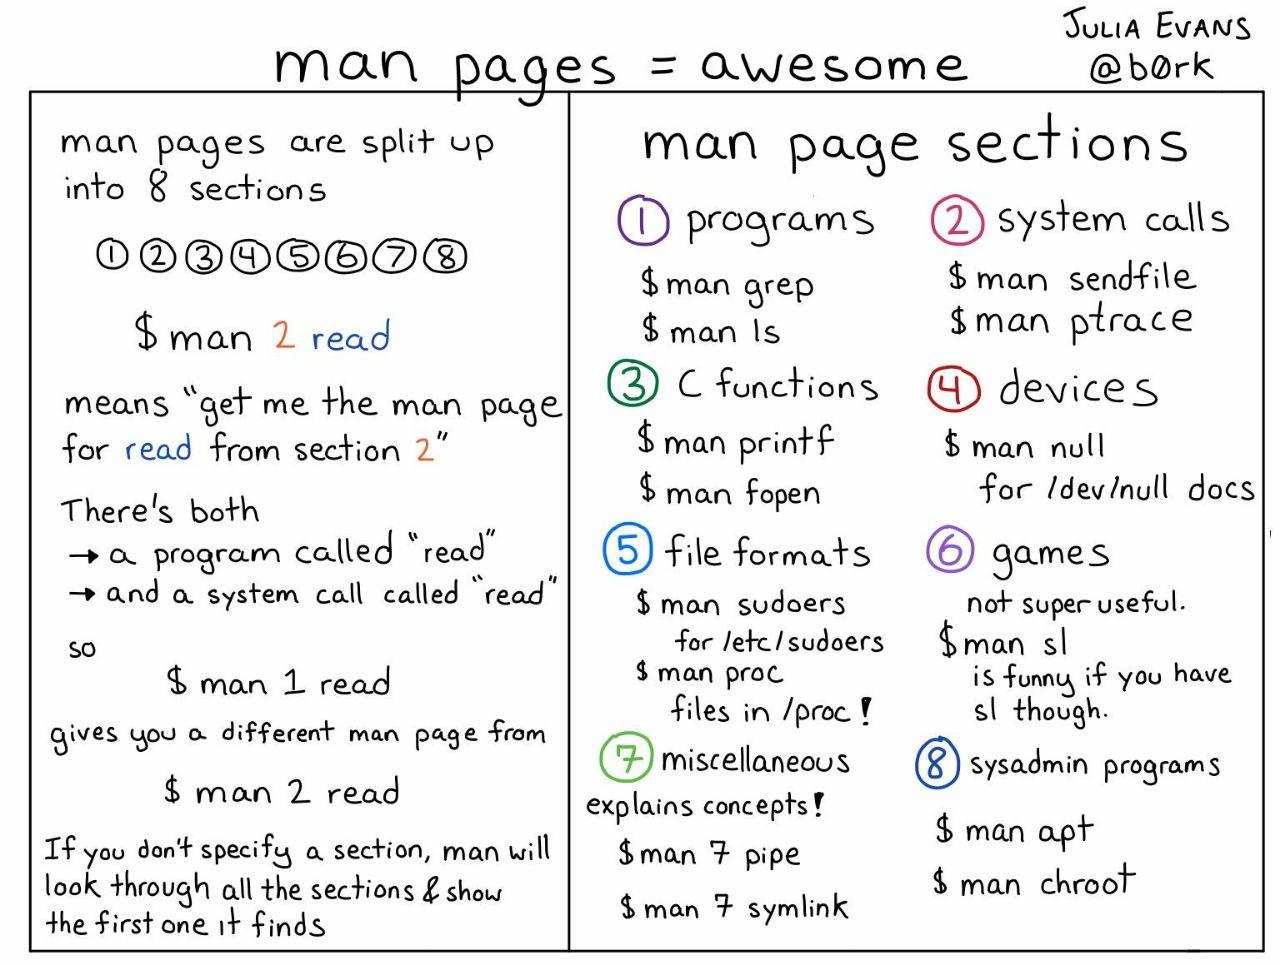 JULIA EVANS
@b0rk
man pages = awesome
man pages are split up
into 8 sections
1 2 3 4 5 6 7 8
$ man 2 read
means "get me the man page
for read from section 2"
There's both
→ a program called "read"
→ and a system call called "read"
so
$ man 1 read
gives you a different man page from
$ man 2 read
If you don't specify a section, man will
look through all the sections & show
the first one it finds
man page sections
1 programs
$ man grep
$ man ls
2 system calls
$ man sendfile
$ man ptrace
3 C functions
$ man printf
$ man fopen
4 devices
$ man null
for /dev/null docs
5 file formats
$ man sudoers
for /etc/sudoers
$ man proc
files in /proc!
6 games
not super useful.
$ man sl
is funny if you have
sl though.
7 miscellaneous
explains concepts!
$ man 7 pipe
$ man 7 symlink
8 sysadmin programs
$ man apt
$ man chroot